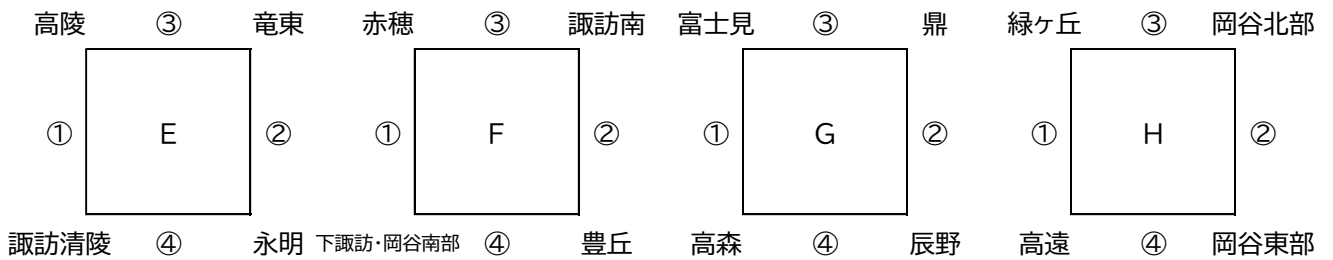 高陵 ③ 竜東 赤穂 ③ 諏訪南 富士見 ③ 鼎 緑ヶ丘 ③ 岡谷北部
① E ② ① F ② ① G ② ① H ②
諏訪清陵 ④ 永明 下諏訪・岡谷南部 ④ 豊丘 高森 ④ 辰野 高遠 ④ 岡谷東部